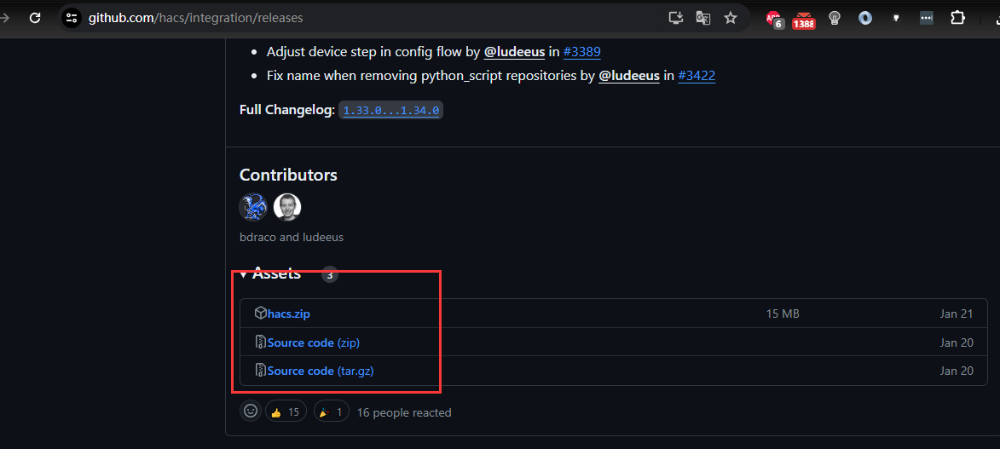 github.com/hacs/integration/releases
6
1388
Adjust device step in config flow by @ludeeus in #3389
Fix name when removing python_script repositories by @ludeeus in #3422
Full Changelog: 1.33.0...1.34.0
Contributors
bdraco and ludeeus
Assets 3
hacs.zip 15 MB Jan 21
Source code (zip) Jan 20
Source code (tar.gz) Jan 20
15 1 16 people reacted